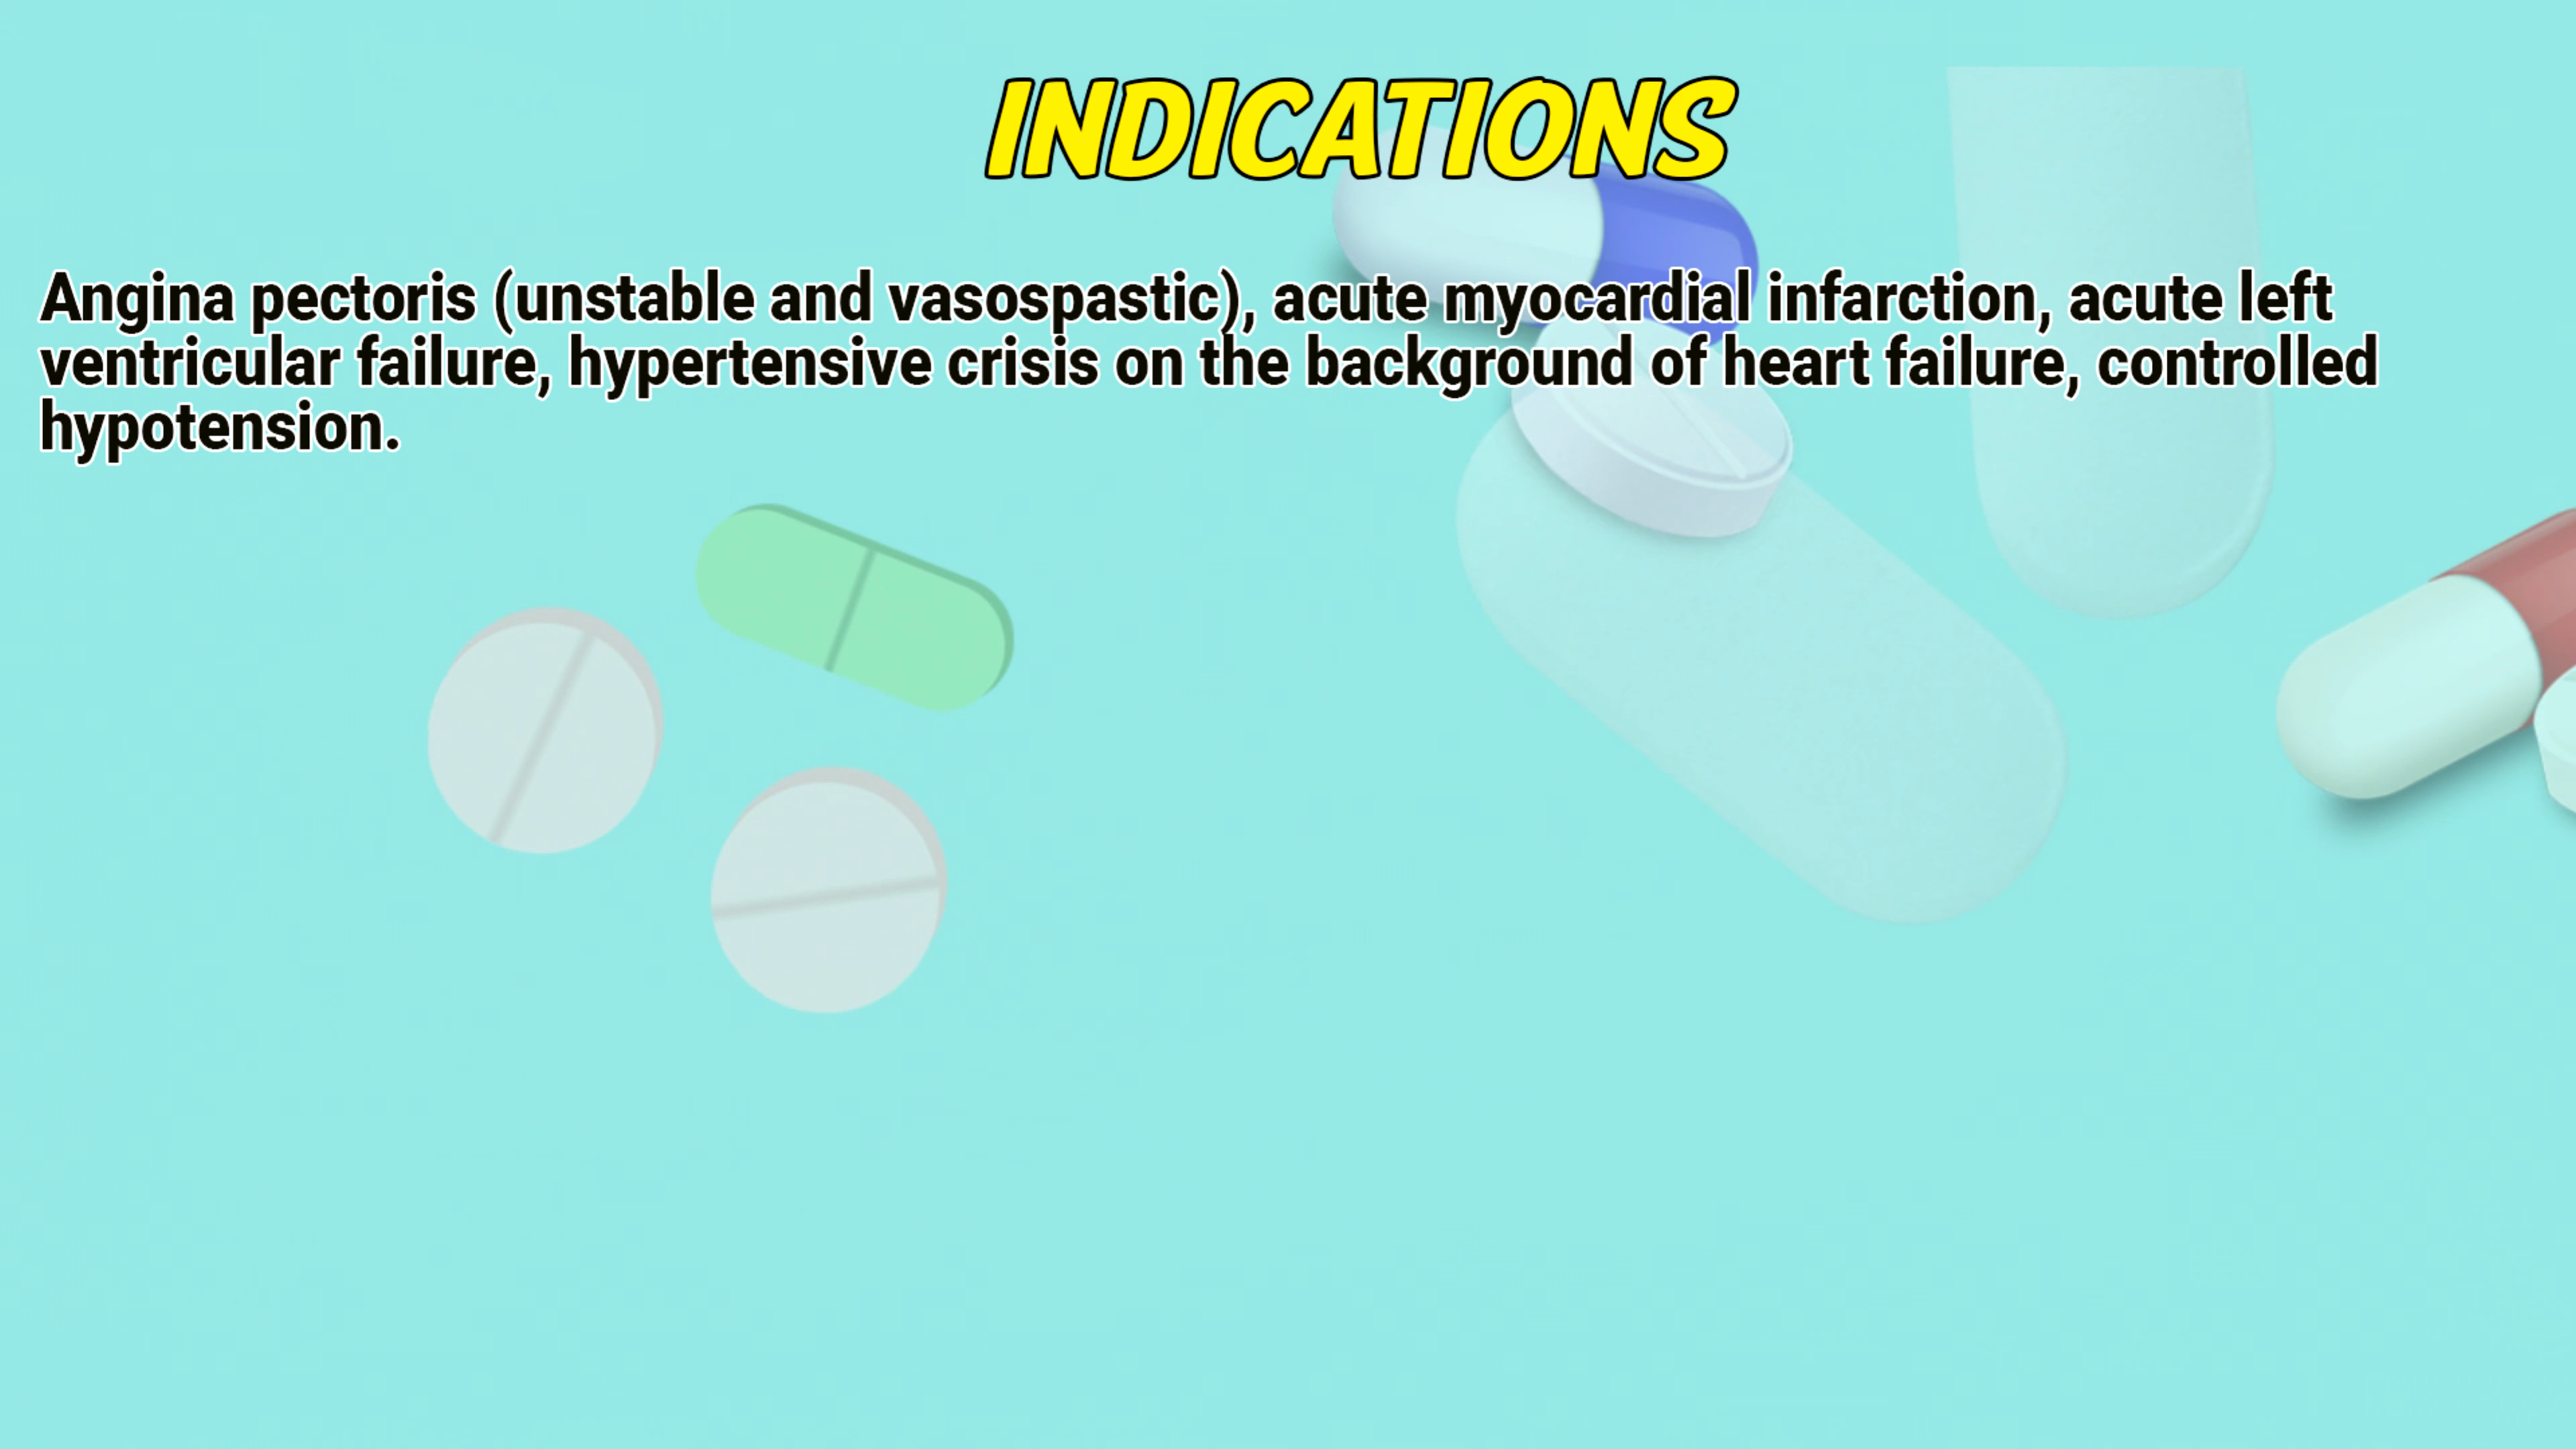 INDICATIONS
Angina pectoris (unstable and vasospastic), acute myocardial infarction, acute left
ventricular failure, hypertensive crisis on the background of heart failure, controlled
hypotension.